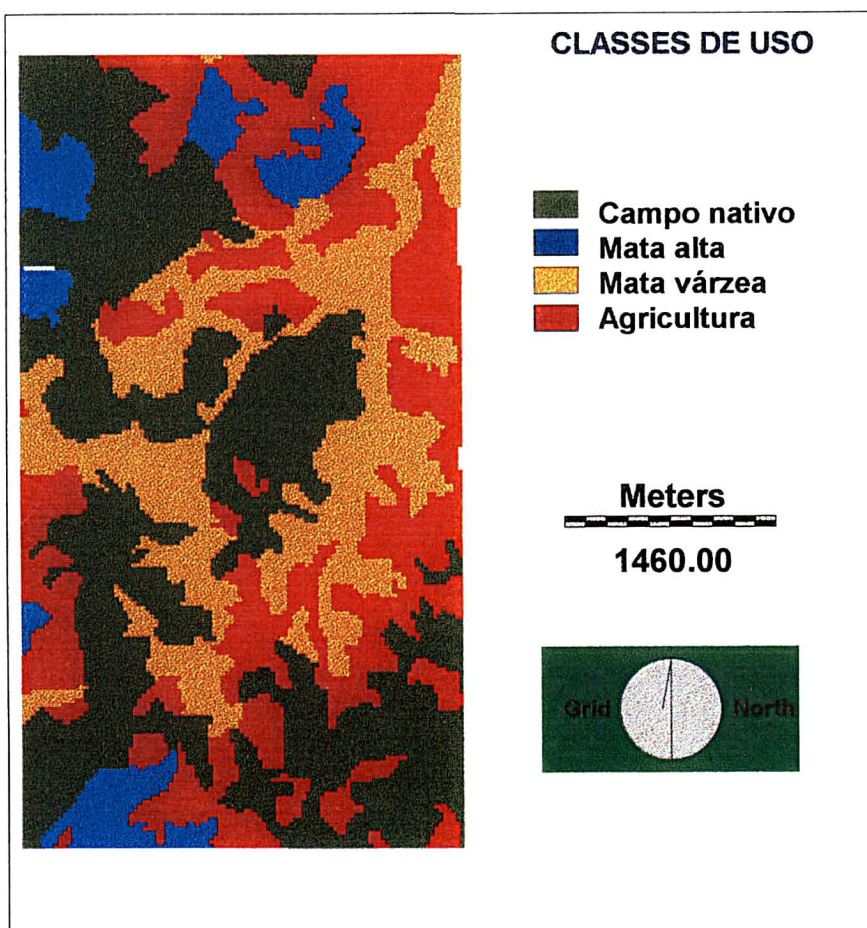 CLASSES DE USO
Campo nativo
Mata alta
Mata várzea
Agricultura
Meters
1460.00
Grid North